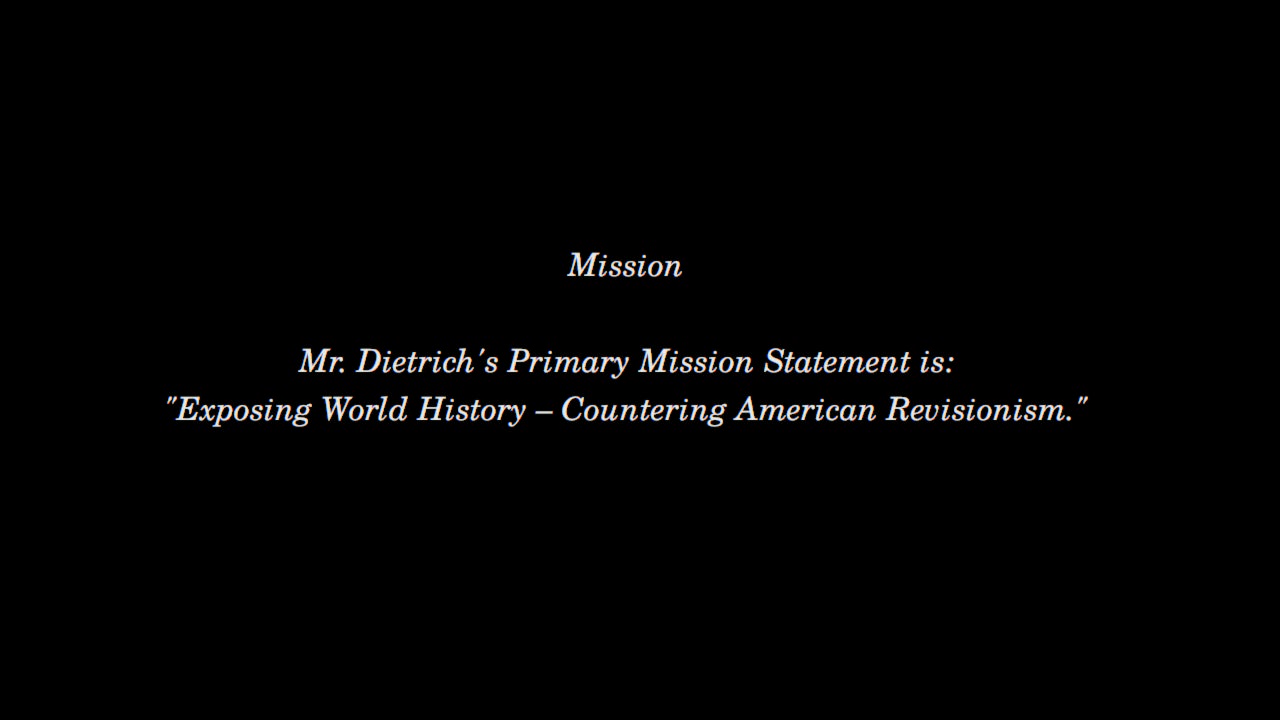 Mission
Mr. Dietrich's Primary Mission Statement is:
"Exposing World History – Countering American Revisionism."